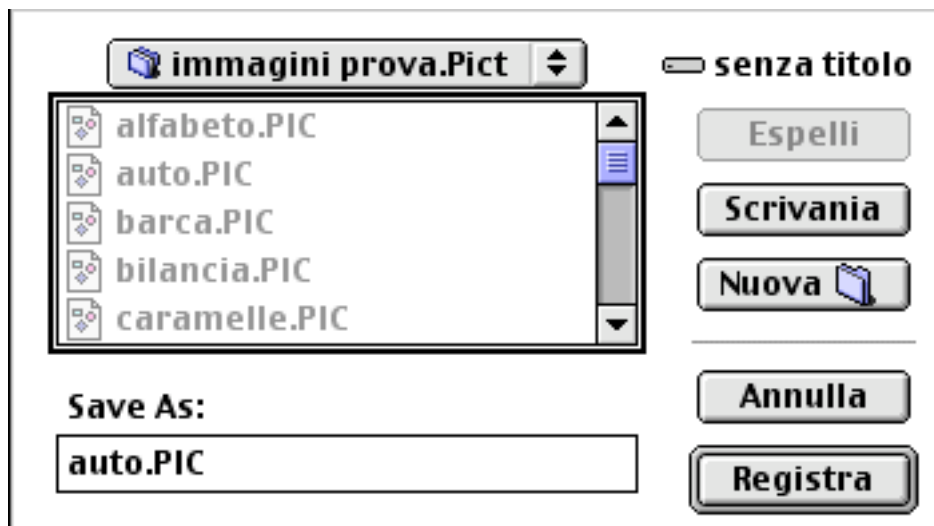 immagini prova.Pict
senza titolo
alfabeto.PIC
auto.PIC
barca.PIC
bilancia.PIC
caramelle.PIC
Espelli
Scrivania
Nuova
Save As:
auto.PIC
Annulla
Registra